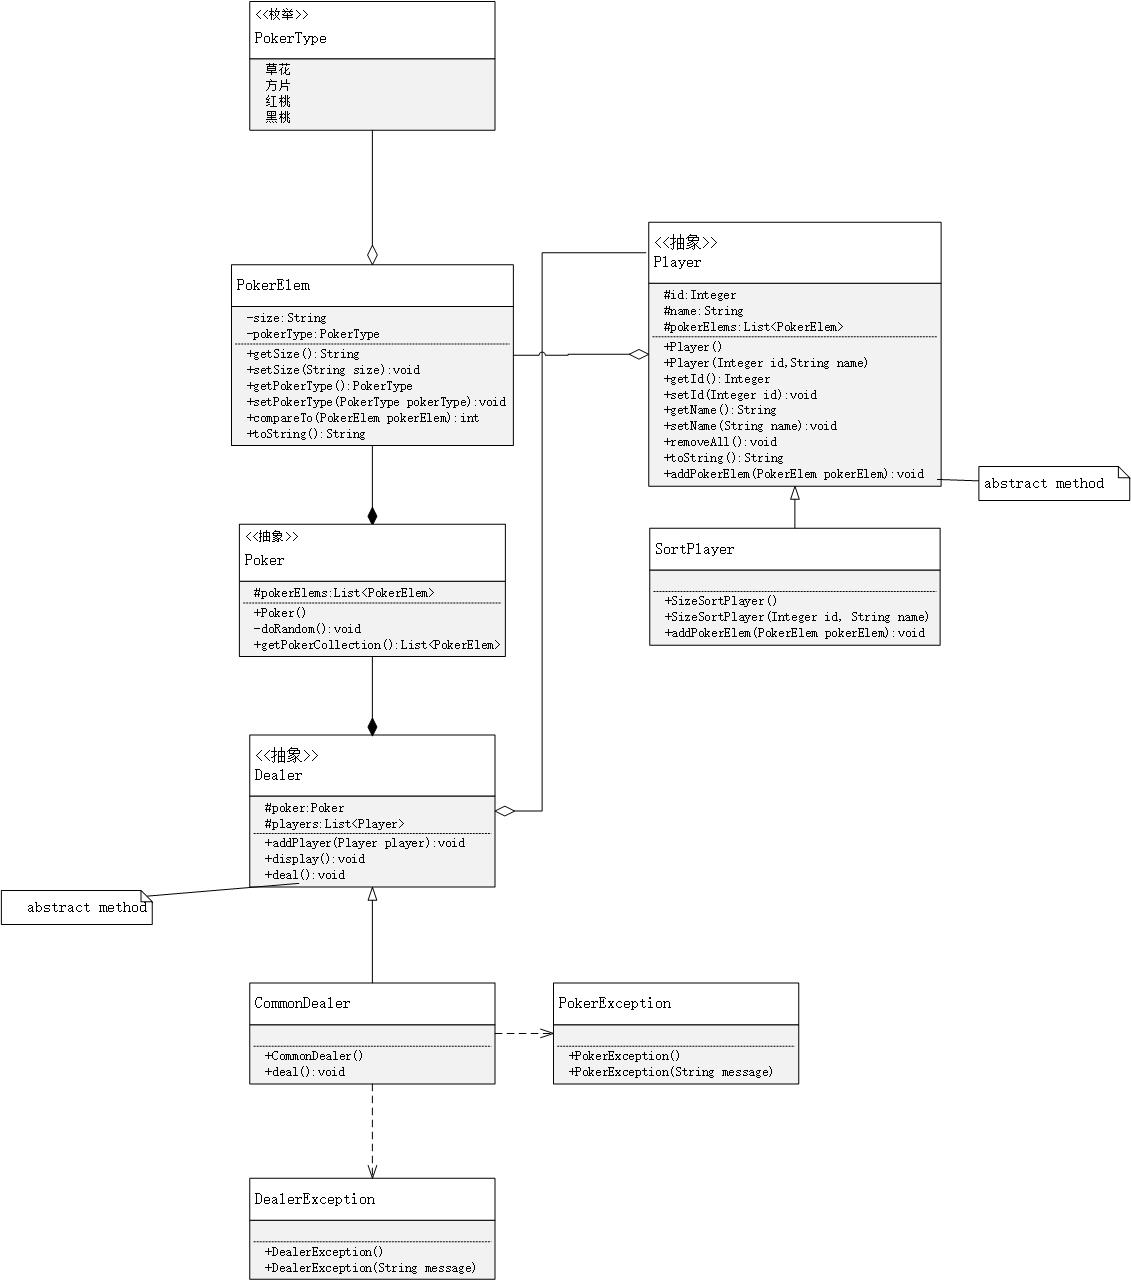 <<枚举>>
PokerType
草花
方片
红桃
黑桃
<<抽象>>
Player
#id:Integer
#name:String
#pokerElems:List<PokerElem>
+Player()
+Player(Integer id,String name)
+getId():Integer
+setId(Integer id):void
+getName():String
+setName(String name):void
+removeAll():void
+toString():String
+addPokerElem(PokerElem pokerElem):void
abstract method
PokerElem
-size:String
-pokerType:PokerType
+getSize():String
+setSize(String size):void
+getPokerType():PokerType
+setPokerType(PokerType pokerType):void
+compareTo(PokerElem pokerElem):int
+toString():String
<<抽象>>
Poker
#pokerElems:List<PokerElem>
+Poker()
-doRandom():void
+getPokerCollection():List<PokerElem>
SortPlayer
+SizeSortPlayer()
+SizeSortPlayer(Integer id, String name)
+addPokerElem(PokerElem pokerElem):void
<<抽象>>
Dealer
#poker:Poker
#players:List<Player>
+addPlayer(Player player):void
+display():void
+deal():void
abstract method
CommonDealer
+CommonDealer()
+deal():void
PokerException
+PokerException()
+PokerException(String message)
DealerException
+DealerException()
+DealerException(String message)